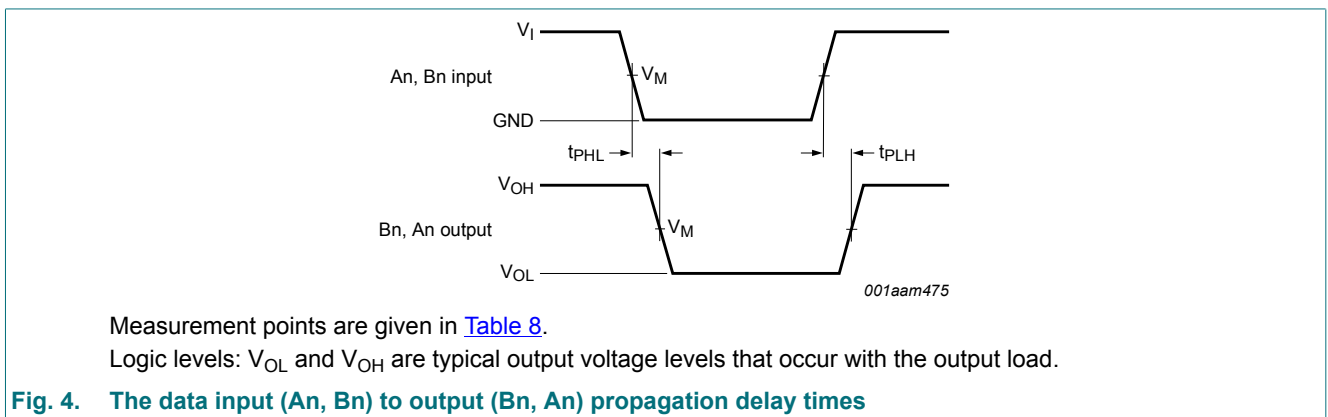 V_I
An, Bn input
V_M
GND
t_PHL
t_PLH
V_OH
Bn, An output
V_M
V_OL
001aam475
Measurement points are given in Table 8.
Logic levels: V_OL and V_OH are typical output voltage levels that occur with the output load.
Fig. 4. The data input (An, Bn) to output (Bn, An) propagation delay times